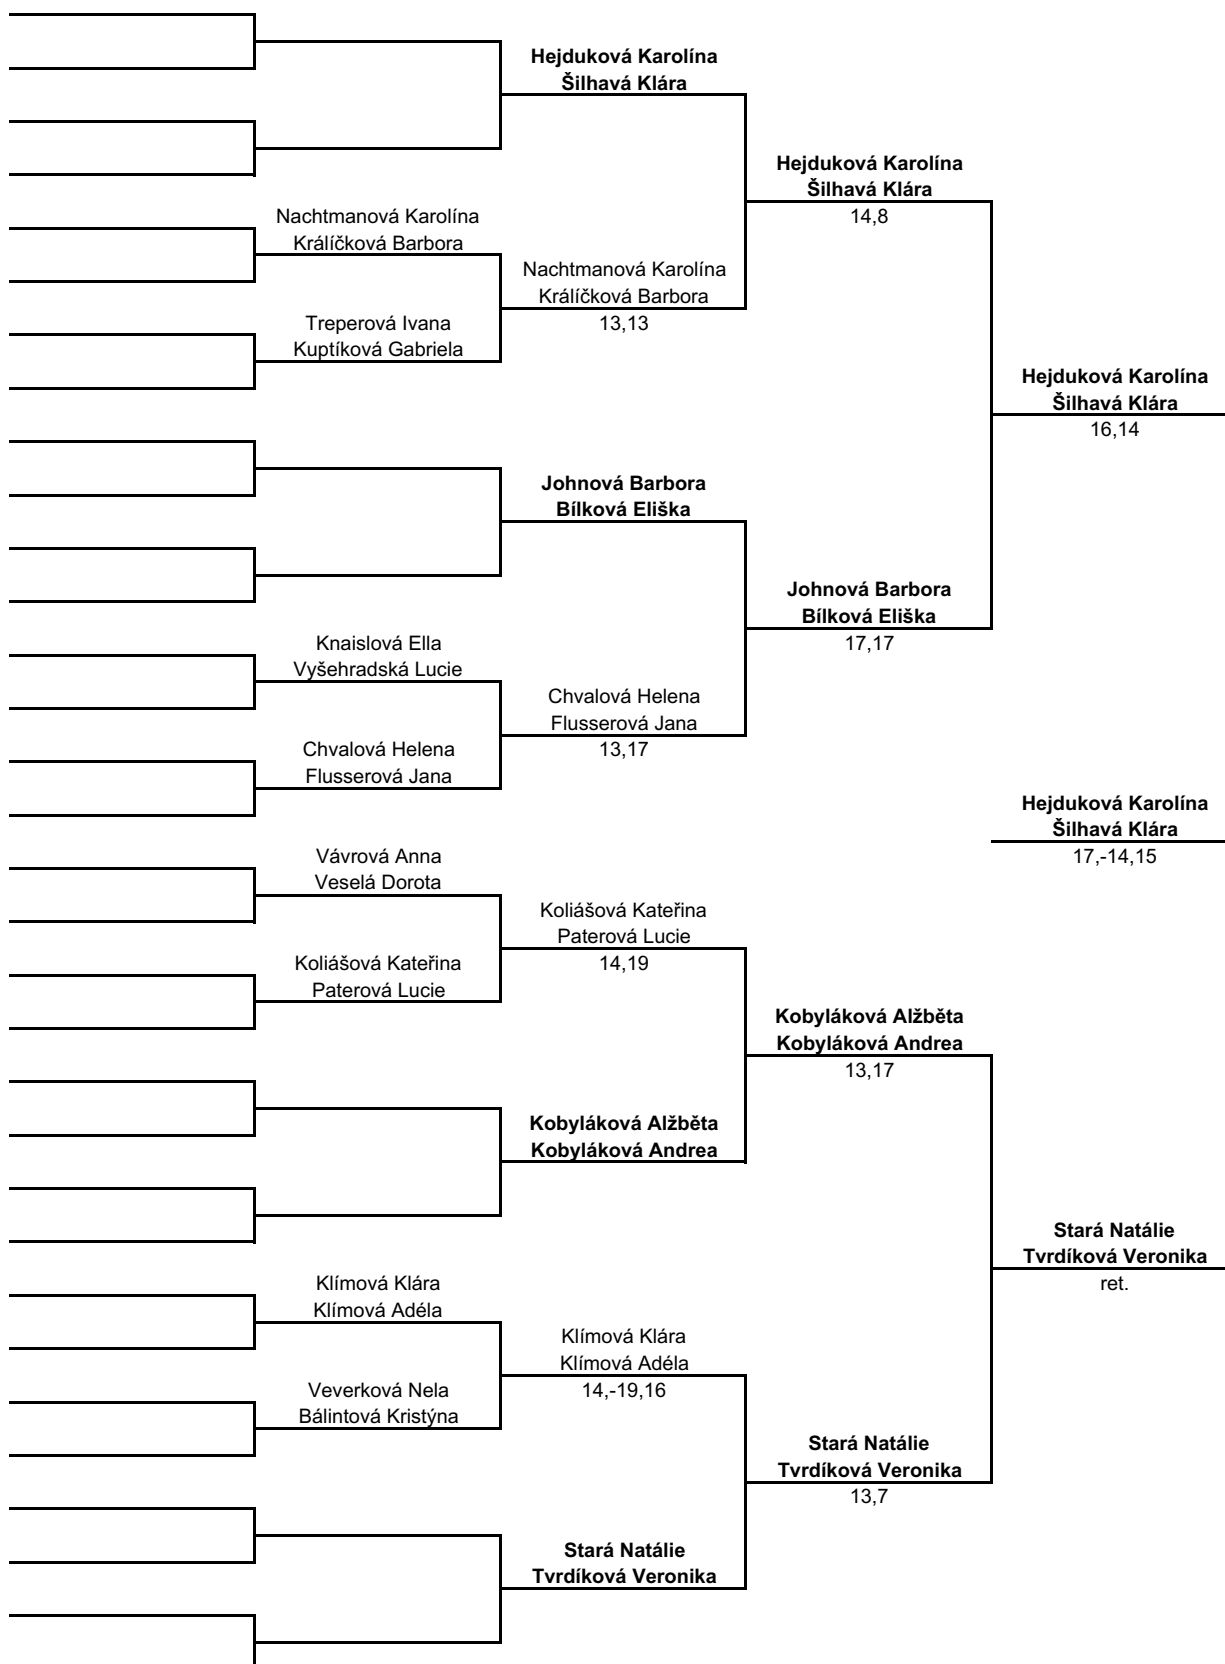 Hejduková Karolína
Šilhavá Klára
Hejduková Karolína
Šilhavá Klára
14,8
Nachtmanová Karolína
Králíčková Barbora
Nachtmanová Karolína
Králíčková Barbora
13,13
Treperová Ivana
Kuptíková Gabriela
Hejduková Karolína
Šilhavá Klára
16,14
Johnová Barbora
Bílková Eliška
Johnová Barbora
Bílková Eliška
17,17
Knaislová Ella
Vyšehradská Lucie
Chvalová Helena
Flusserová Jana
13,17
Chvalová Helena
Flusserová Jana
Hejduková Karolína
Šilhavá Klára
17,-14,15
Vávrová Anna
Veselá Dorota
Koliášová Kateřina
Paterová Lucie
14,19
Koliášová Kateřina
Paterová Lucie
Kobyláková Alžběta
Kobyláková Andrea
13,17
Kobyláková Alžběta
Kobyláková Andrea
Stará Natálie
Tvrdíková Veronika
ret.
Klímová Klára
Klímová Adéla
Klímová Klára
Klímová Adéla
14,-19,16
Veverková Nela
Bálintová Kristýna
Stará Natálie
Tvrdíková Veronika
13,7
Stará Natálie
Tvrdíková Veronika